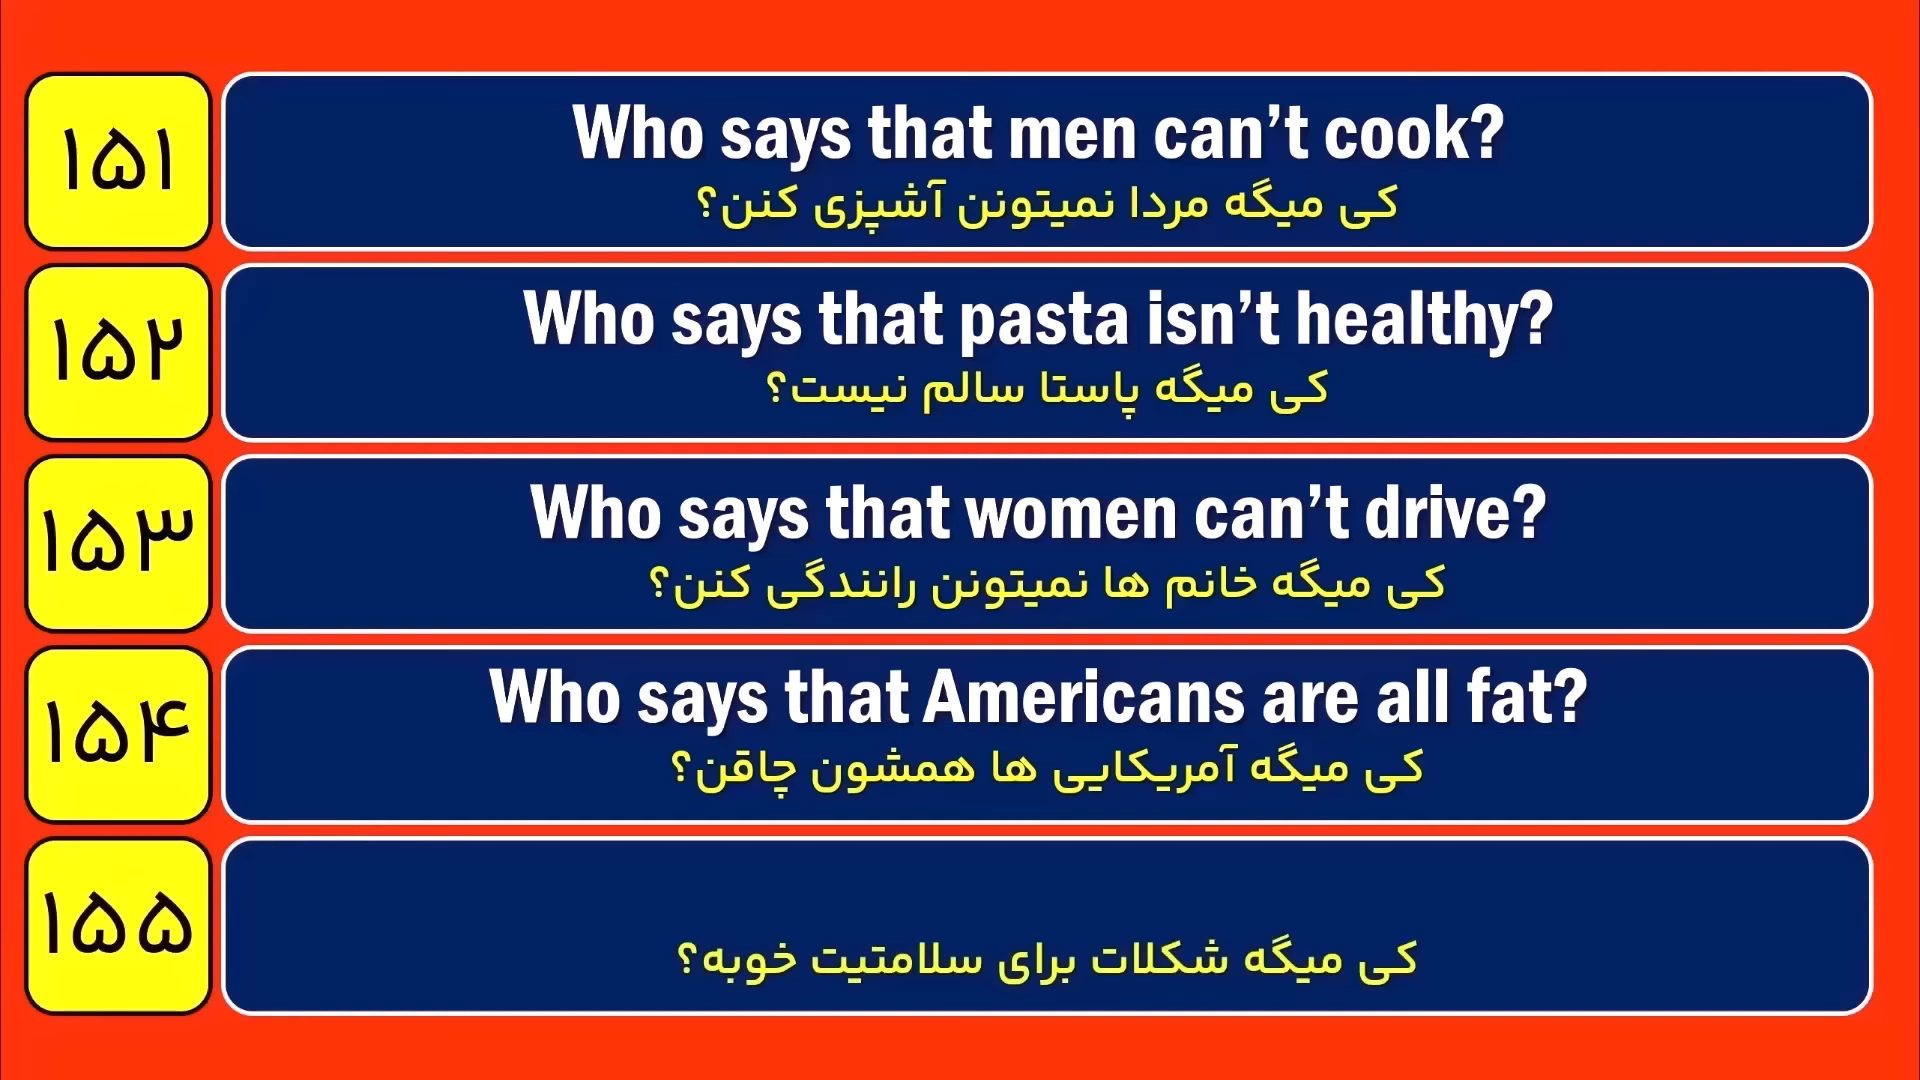 ۱۵۱
Who says that men can’t cook?
کی میگه مردا نمیتونن آشپزی کنن؟
۱۵۲
Who says that pasta isn’t healthy?
کی میگه پاستا سالم نیست؟
۱۵۳
Who says that women can’t drive?
کی میگه خانم ها نمیتونن رانندگی کنن؟
۱۵۴
Who says that Americans are all fat?
کی میگه آمریکایی ها همشون چاقن؟
۱۵۵
کی میگه شکلات برای سلامتیت خوبه؟